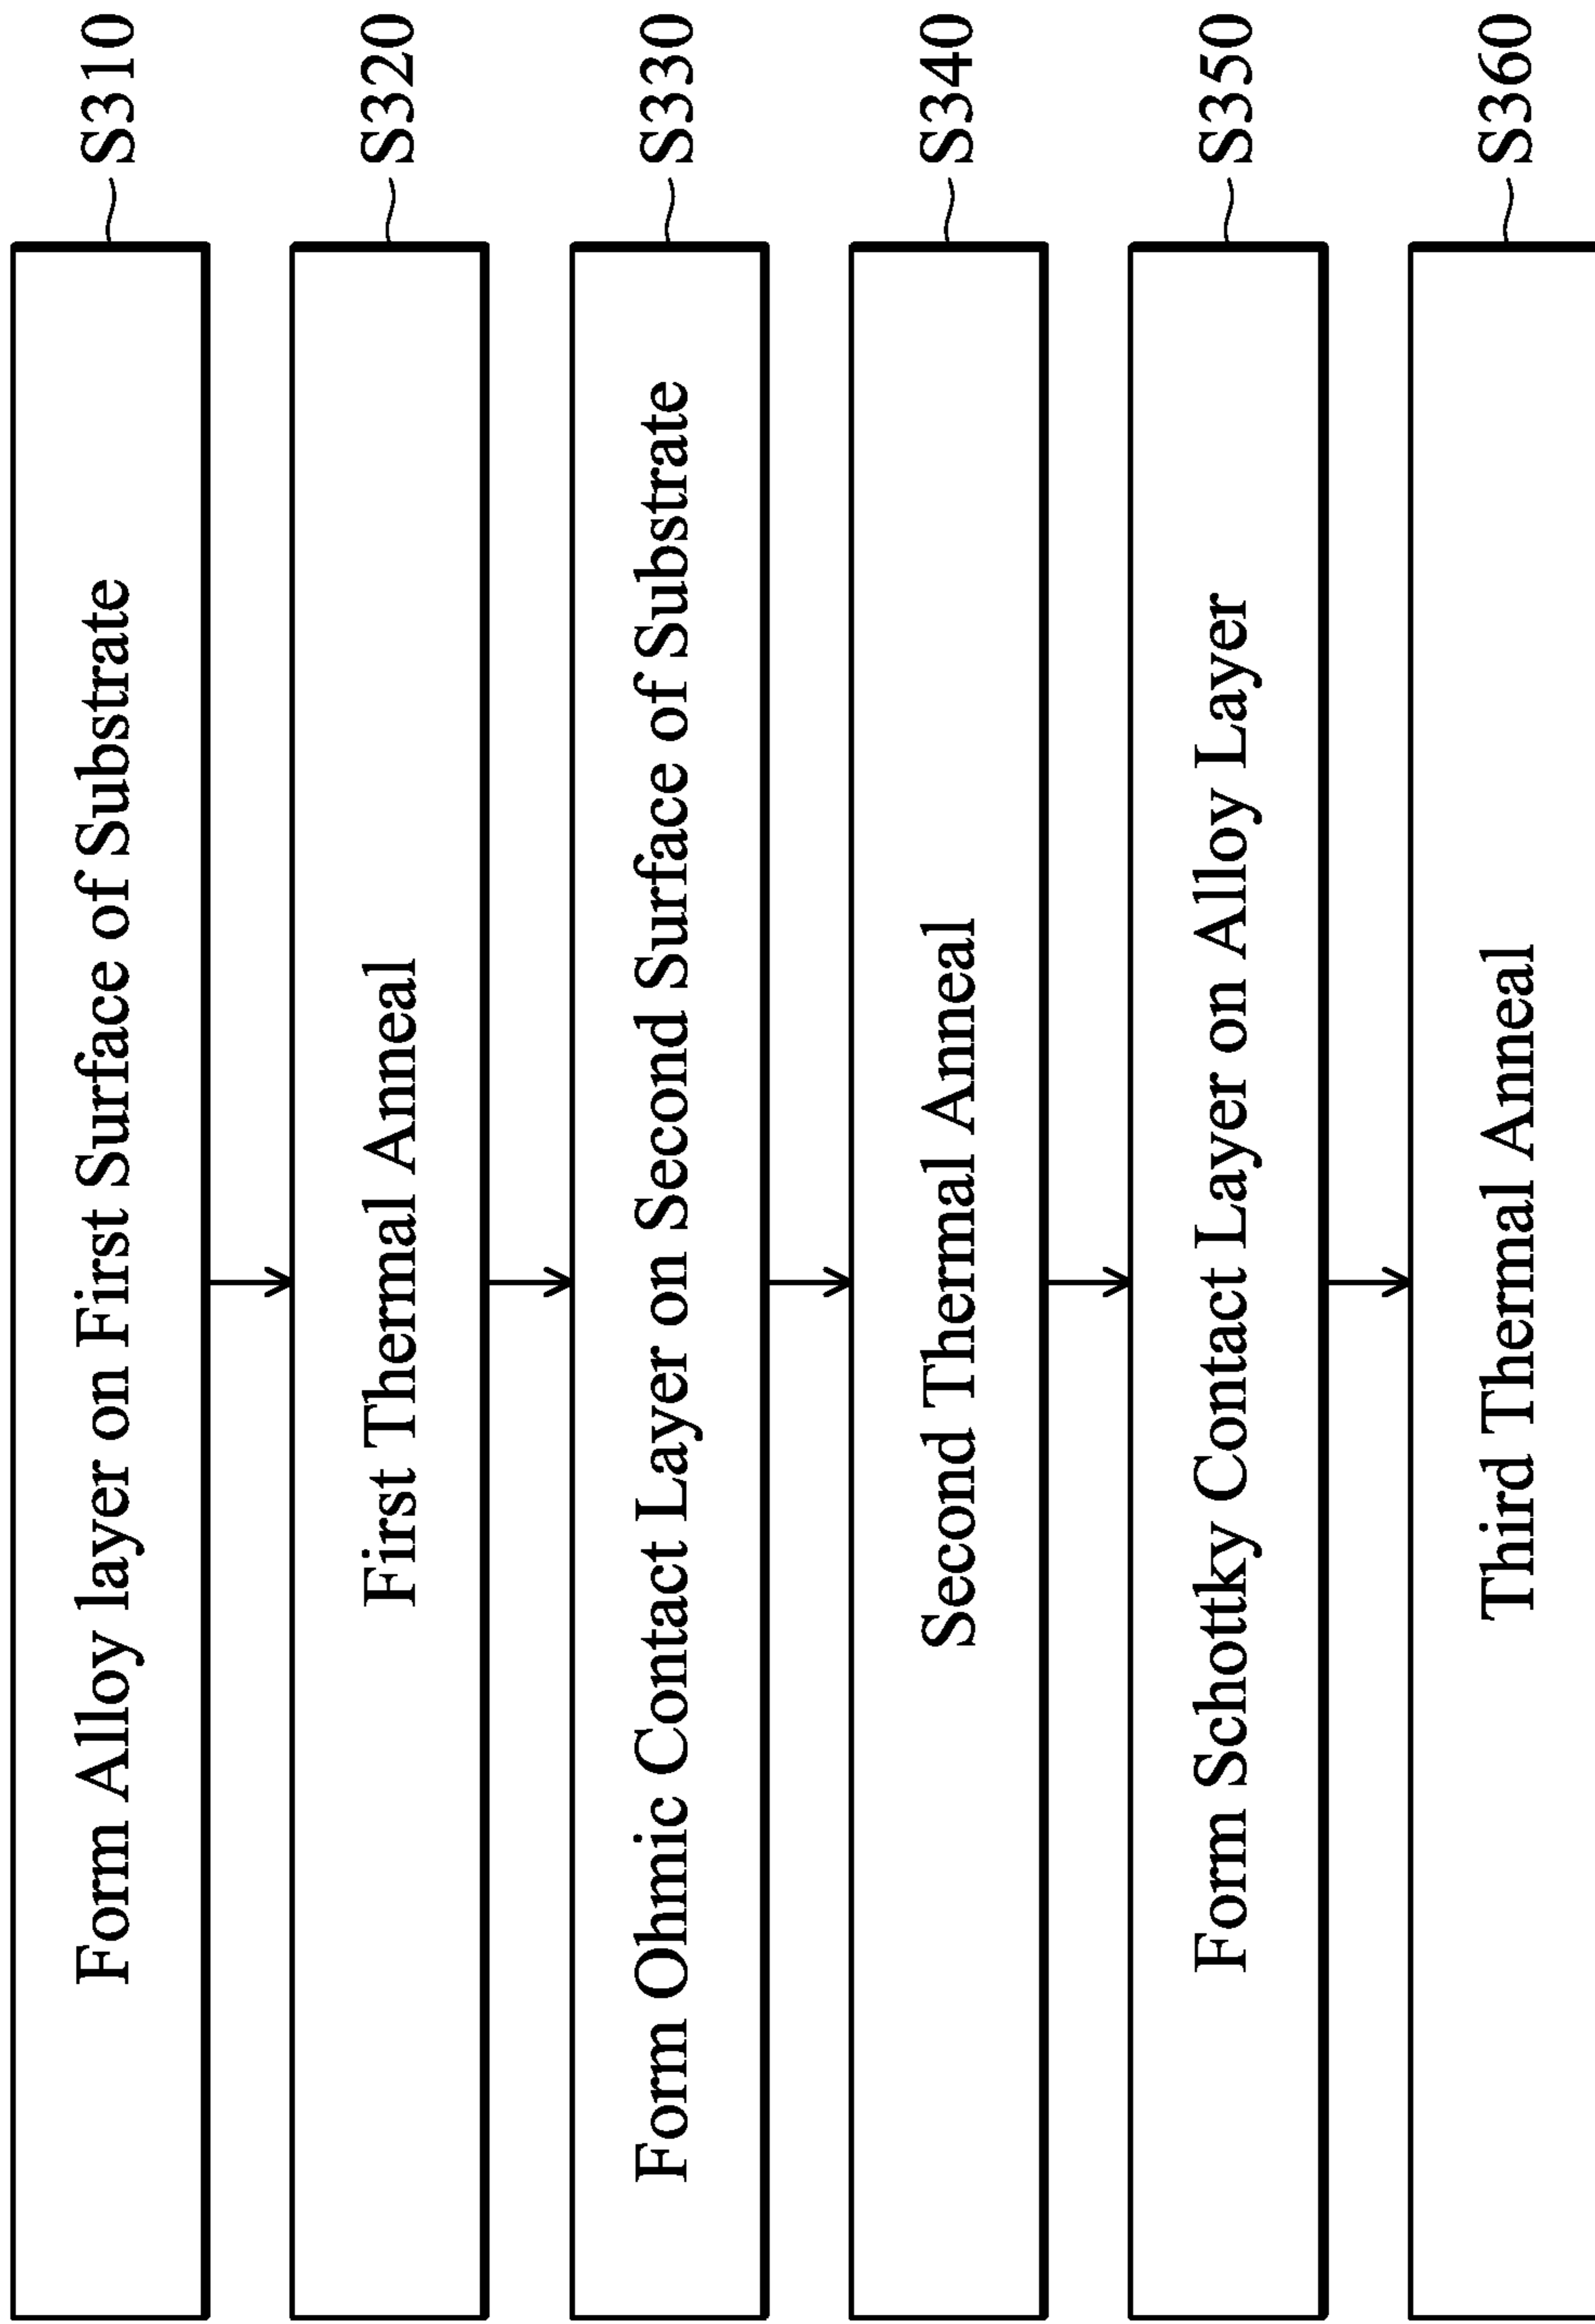 Form Alloy layer on First Surface of Substrate
S310
First Thermal Anneal
S320
Form Ohmic Contact Layer on Second Surface of Substrate
S330
Second Thermal Anneal
S340
Form Schottky Contact Layer on Alloy Layer
S350
Third Thermal Anneal
S360